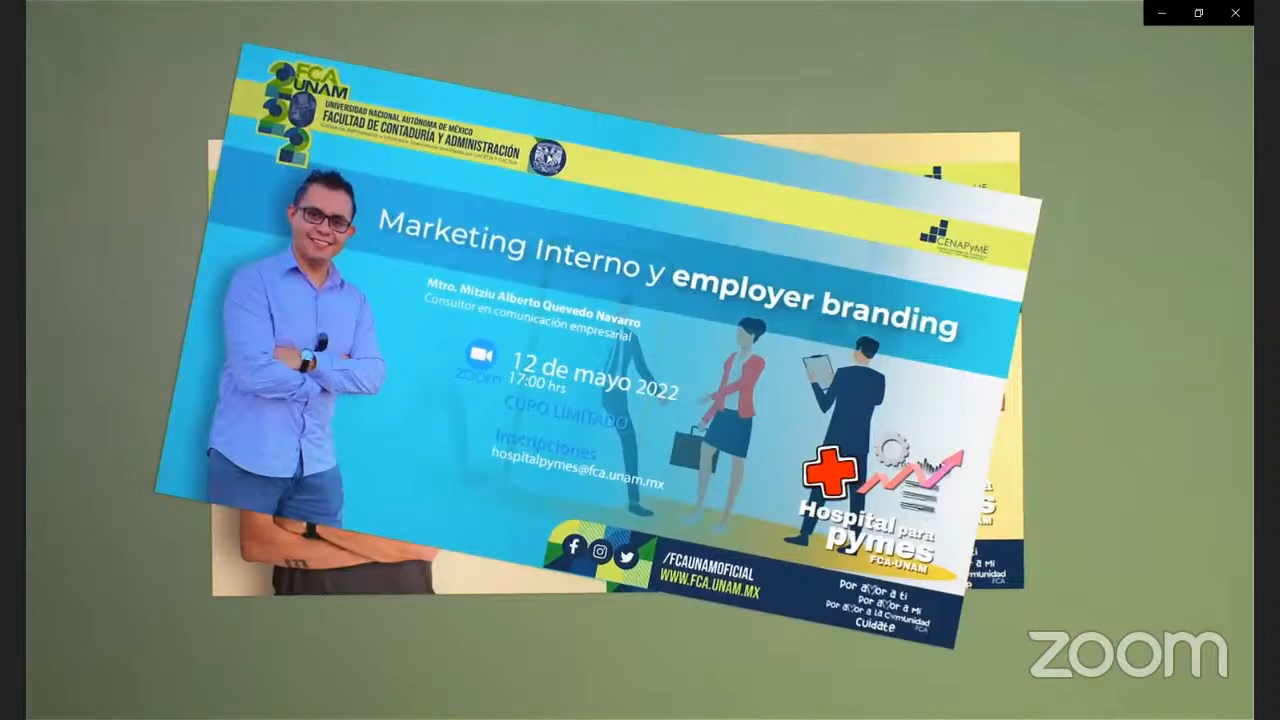 FCA
UNAM
2022
UNIVERSIDAD NACIONAL AUTÓNOMA DE MÉXICO
FACULTAD DE CONTADURÍA Y ADMINISTRACIÓN
CENAPyME
Marketing Interno y employer branding
Mtro. Mitziu Alberto Quevedo Navarro
Consultor en comunicación empresarial
zoom
12 de mayo 2022
17:00 hrs
CUPO LIMITADO
Inscripciones
hospitalpymes@fca.unam.mx
Hospital para
pymes
FCA-UNAM
/FCAUNAMOFICIAL
WWW.FCA.UNAM.MX
Por amor a ti
Por amor a mi
Por amor a la Comunidad
FCA
Cuídate
zoom